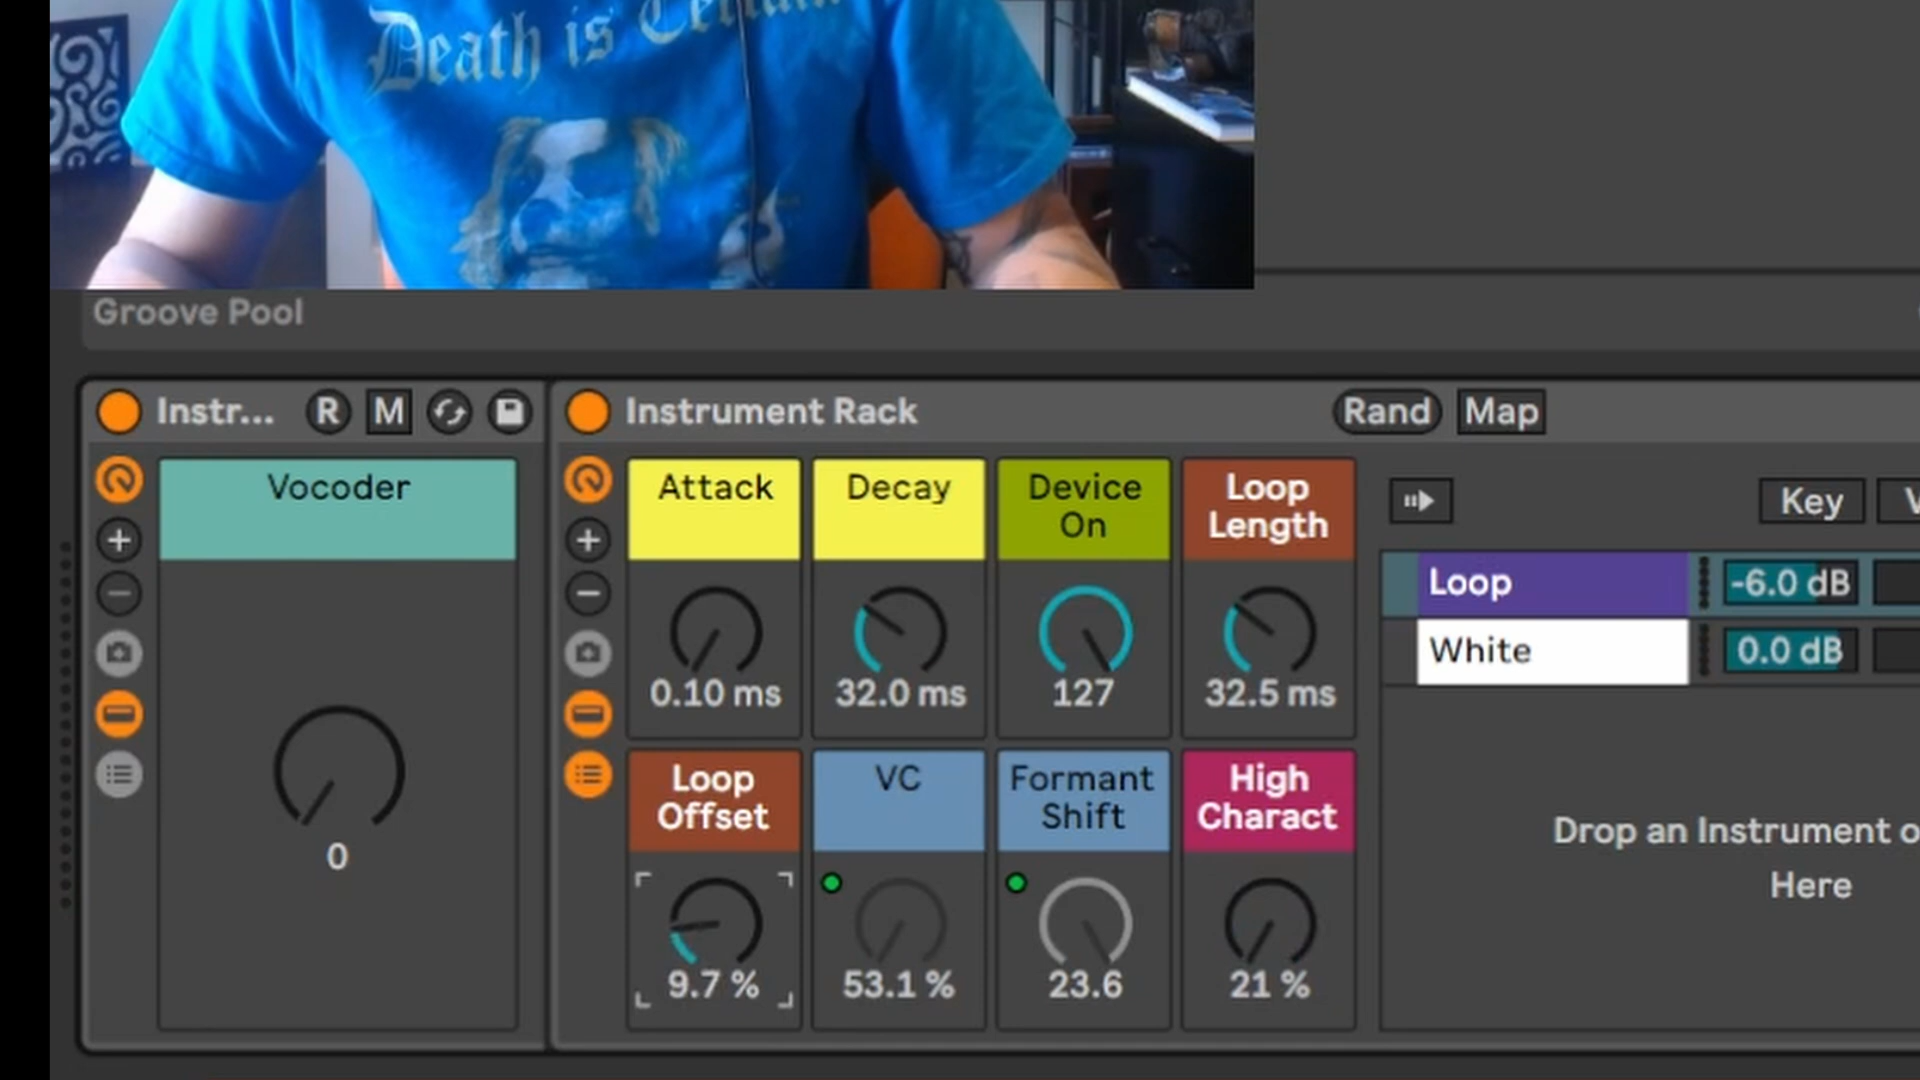 Death is Certain
Groove Pool
Instr... R M
Instrument Rack Rand Map
Vocoder
0
Attack Decay Device On Loop Length
0.10 ms 32.0 ms 127 32.5 ms
Loop Offset VC Formant Shift High Charact
9.7 % 53.1 % 23.6 21 %
Key
Loop -6.0 dB
White 0.0 dB
Drop an Instrument
Here